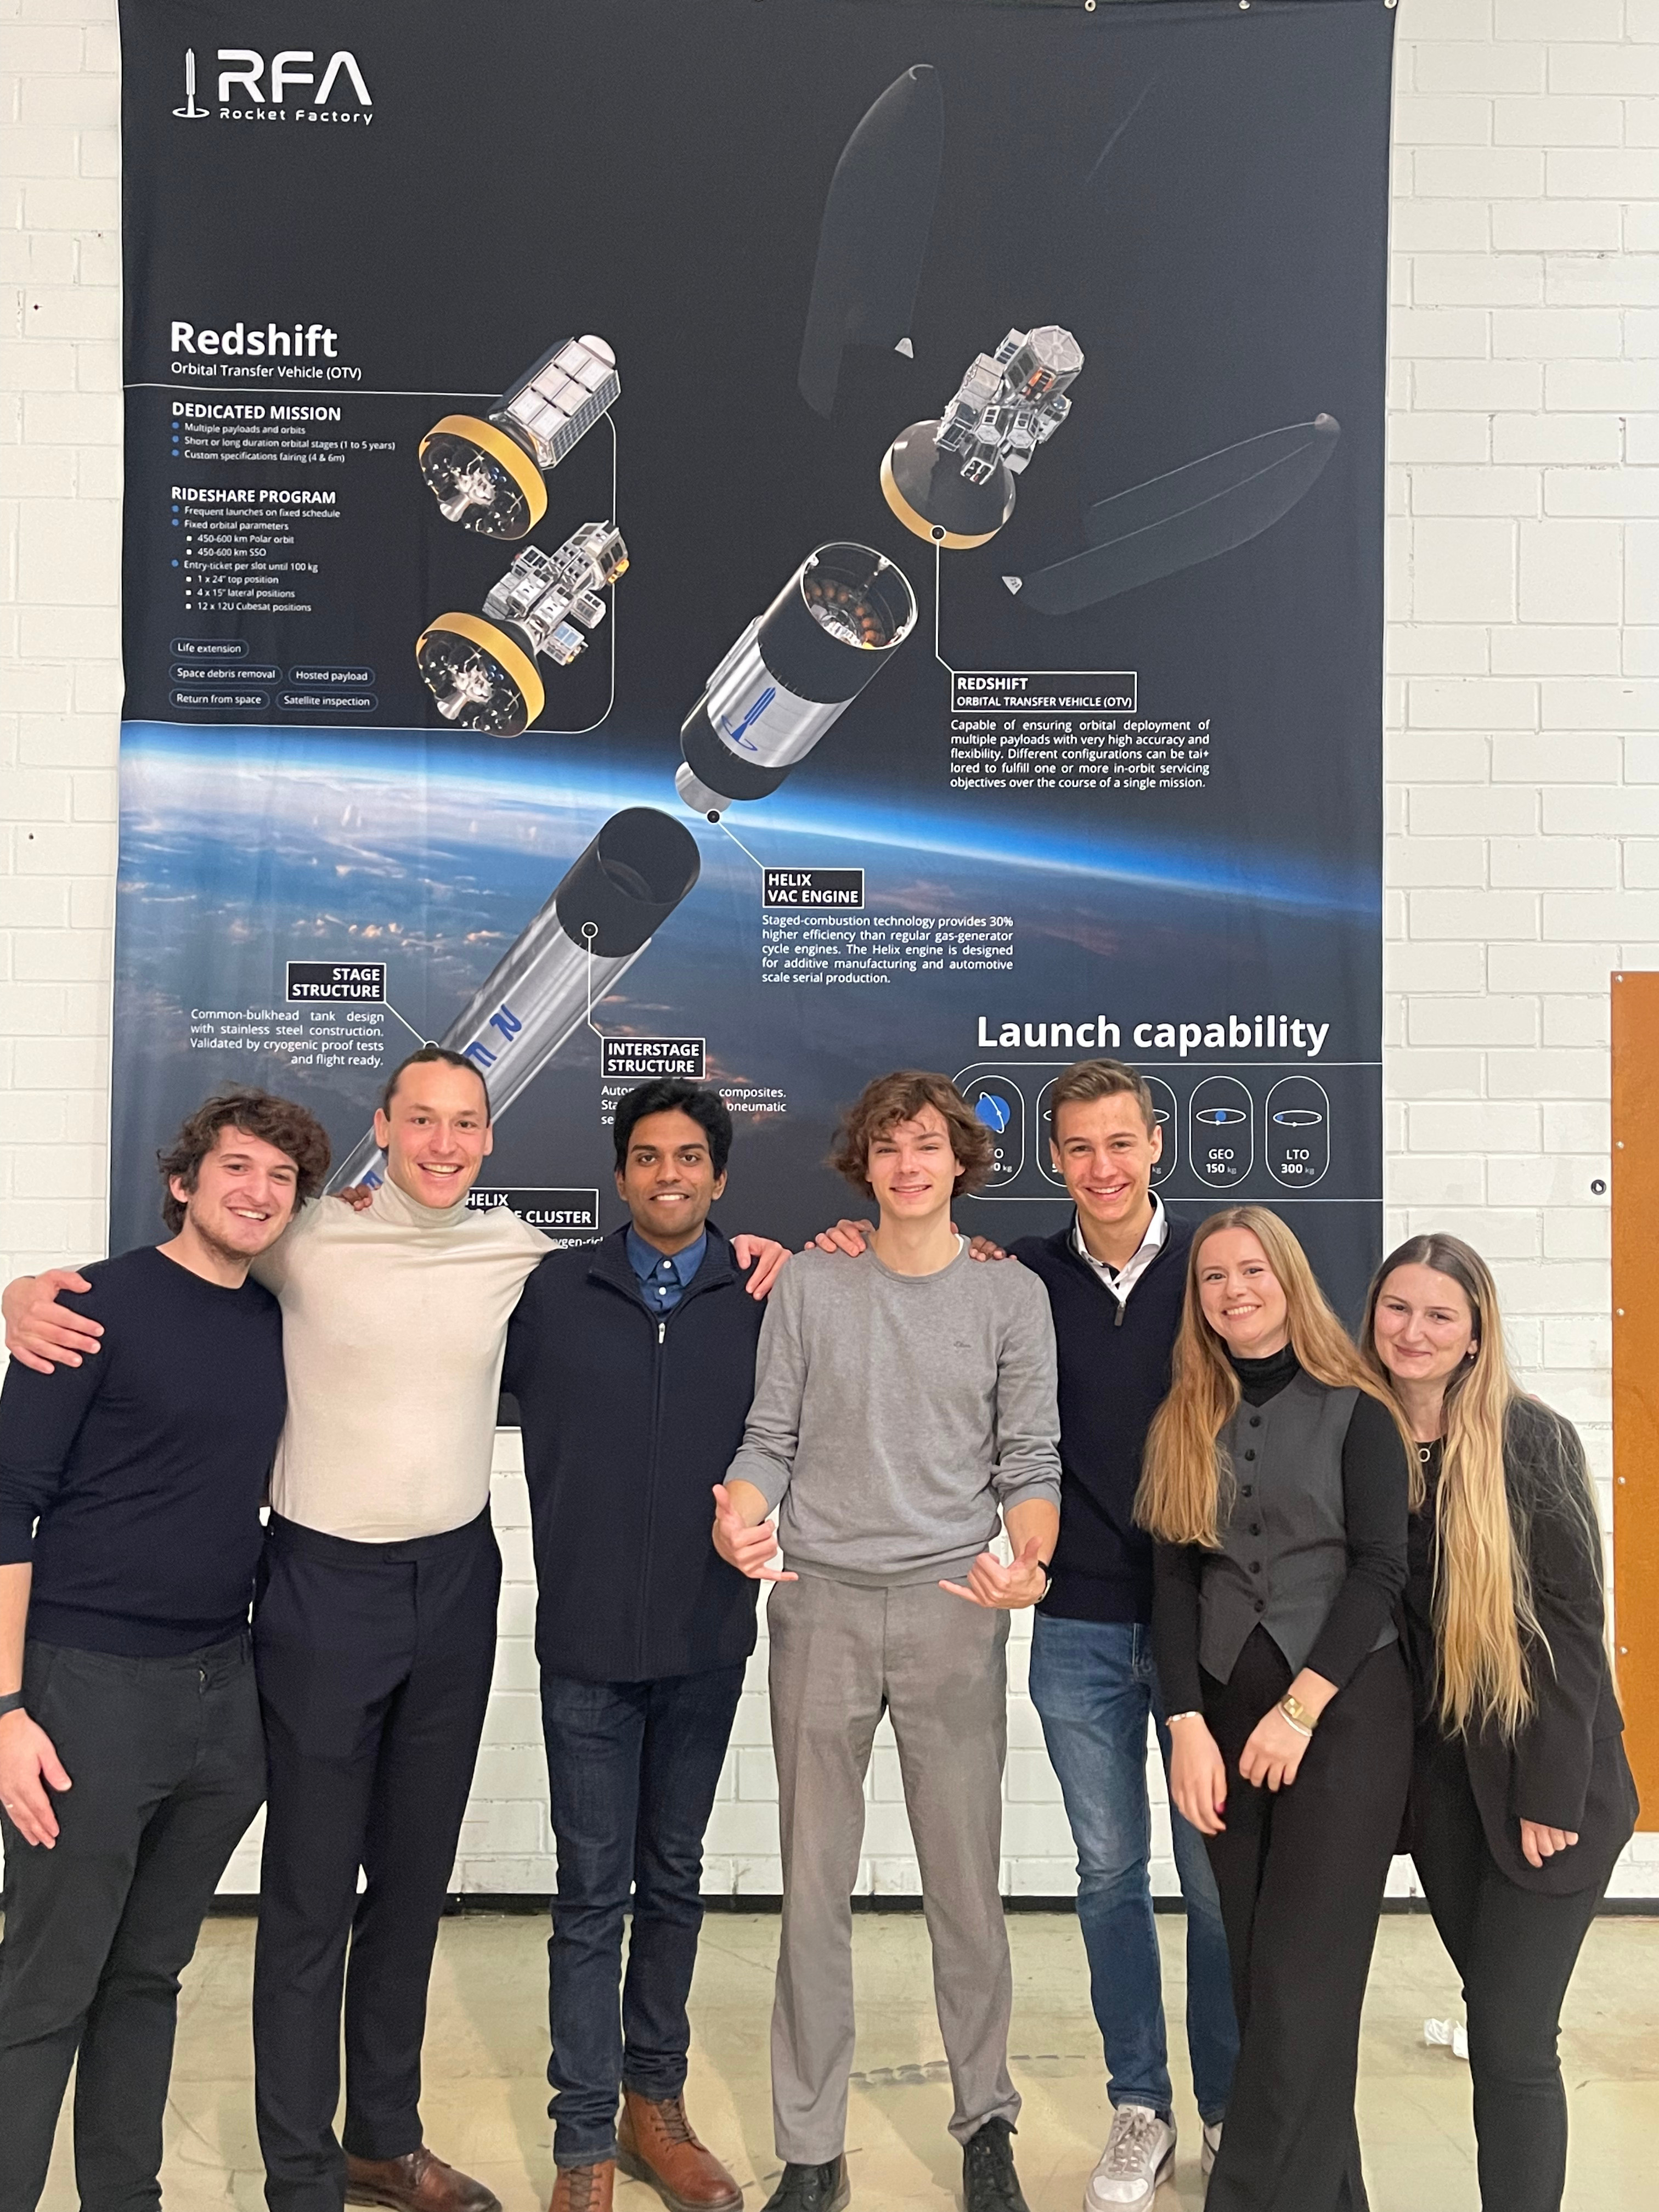 RFA
Rocket Factory
Redshift
Orbital Transfer Vehicle (OTV)
DEDICATED MISSION
Multiple payloads and orbits
Short or long duration orbital stages (1 to 5 years)
Custom specifications fairing (4 & 6m)
RIDESHARE PROGRAM
Frequent launches on fixed schedule
Fixed orbital parameters
450-600 km Polar orbit
450-600 km SSO
Entry-ticket per slot until 100 kg
1 x 24" top position
4 x 15" lateral positions
12 x 12U Cubesat positions
Life extension
Space debris removal
Hosted payload
Return from space
Satellite inspection
REDSHIFT
ORBITAL TRANSFER VEHICLE (OTV)
Capable of ensuring orbital deployment of
multiple payloads with very high accuracy and
flexibility. Different configurations can be tai+
lored to fulfill one or more in-orbit servicing
objectives over the course of a single mission.
HELIX
VAC ENGINE
Staged-combustion technology provides 30%
higher efficiency than regular gas-generator
cycle engines. The Helix engine is designed
for additive manufacturing and automotive
scale serial production.
STAGE
STRUCTURE
Common-bulkhead tank design
with stainless steel construction.
Validated by cryogenic proof tests
and flight ready.
INTERSTAGE
STRUCTURE
composites.
Launch capability
GEO
150 kg
LTO
300 kg
HELIX
CLUSTER